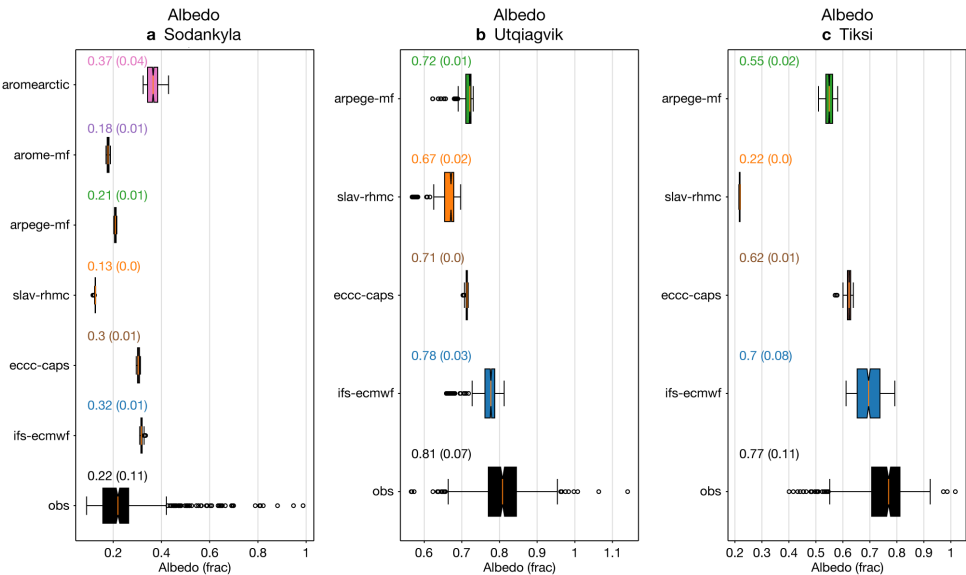 Albedo
a Sodankyla
aromearctic
0.37 (0.04)
arome-mf
0.18 (0.01)
arpege-mf
0.21 (0.01)
slav-rhmc
0.13 (0.0)
eccc-caps
0.3 (0.01)
ifs-ecmwf
0.32 (0.01)
obs
0.22 (0.11)
0.2 0.4 0.6 0.8 1
Albedo (frac)
Albedo
b Utqiagvik
arpege-mf
0.72 (0.01)
slav-rhmc
0.67 (0.02)
eccc-caps
0.71 (0.0)
ifs-ecmwf
0.78 (0.03)
obs
0.81 (0.07)
0.6 0.7 0.8 0.9 1 1.1
Albedo (frac)
Albedo
c Tiksi
arpege-mf
0.55 (0.02)
slav-rhmc
0.22 (0.0)
eccc-caps
0.62 (0.01)
ifs-ecmwf
0.7 (0.08)
obs
0.77 (0.11)
0.2 0.3 0.4 0.5 0.6 0.7 0.8 0.9 1
Albedo (frac)